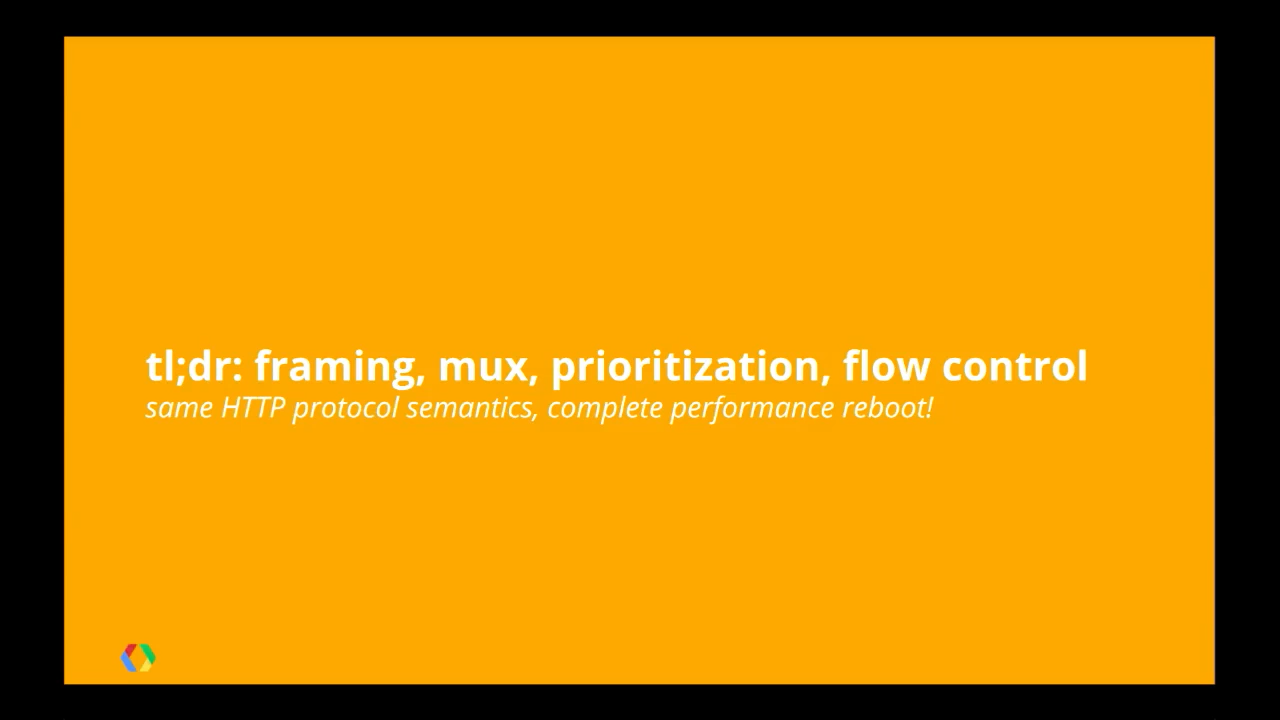 tl;dr: framing, mux, prioritization, flow control
same HTTP protocol semantics, complete performance reboot!